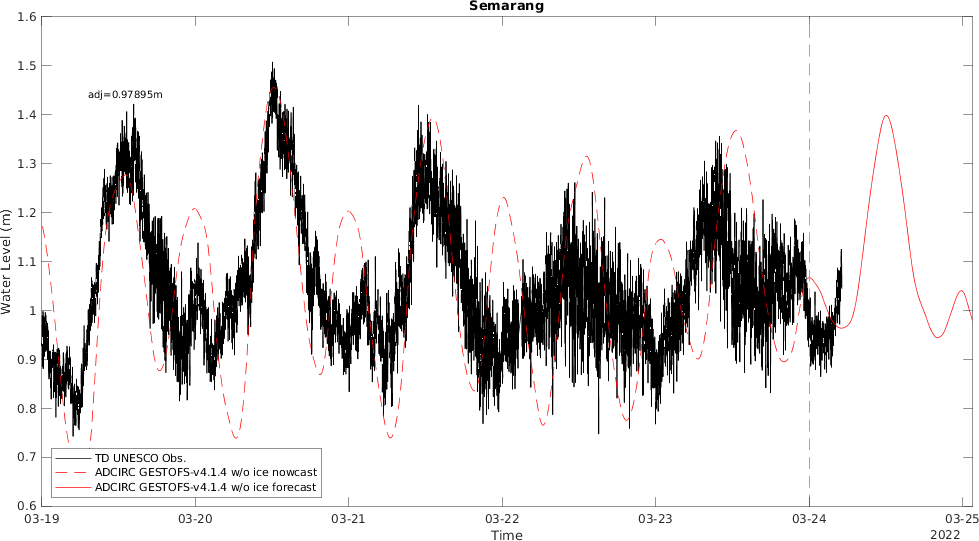 Semarang
1.6
1.5
adj=0.97895m
1.4
1.3
1.2
1.1
1
0.9
0.8
0.7
0.6
Water Level (m)
TD UNESCO Obs.
ADCIRC GESTOFS-v4.1.4 w/o ice nowcast
ADCIRC GESTOFS-v4.1.4 w/o ice forecast
03-19 03-20 03-21 03-22 03-23 03-24 03-25
Time
2022